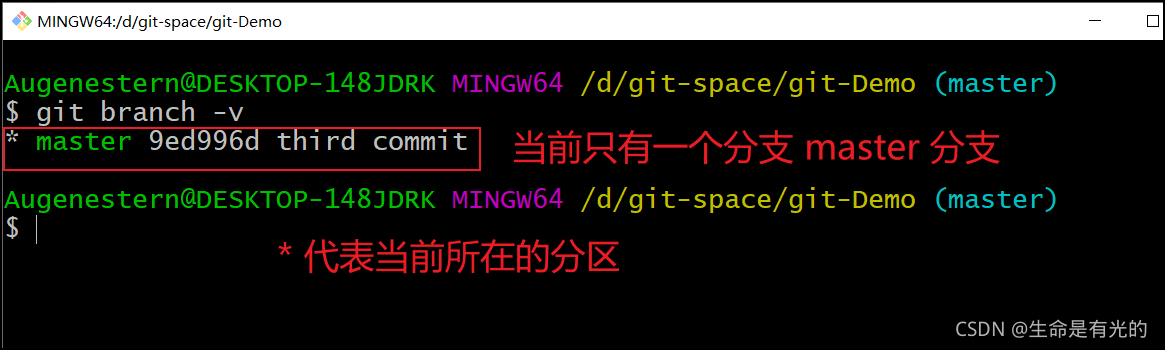 MINGW64:/d/git-space/git-Demo
Augenestern@DESKTOP-148JDRK MINGW64 /d/git-space/git-Demo (master)
$ git branch -v
* master 9ed996d third commit 当前只有一个分支 master 分支
Augenestern@DESKTOP-148JDRK MINGW64 /d/git-space/git-Demo (master)
$
* 代表当前所在的分区
CSDN @生命是有光的